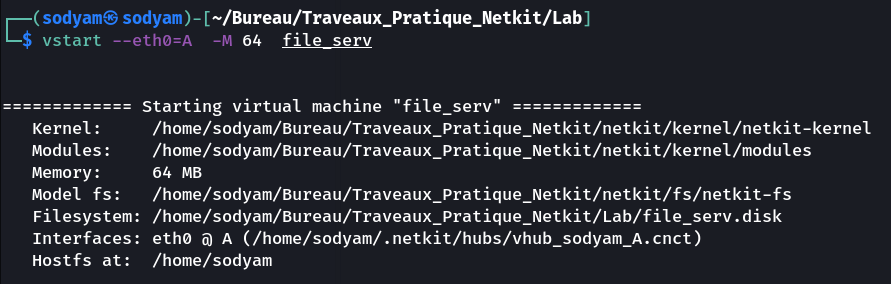 ┌──(sodyam㉿sodyam)-[~/Bureau/Traveaux_Pratique_Netkit/Lab]
└─$ vstart --eth0=A  -M 64  file_serv
============= Starting virtual machine "file_serv" =============
Kernel:     /home/sodyam/Bureau/Traveaux_Pratique_Netkit/netkit/kernel/netkit-kernel
Modules:    /home/sodyam/Bureau/Traveaux_Pratique_Netkit/netkit/kernel/modules
Memory:     64 MB
Model fs:   /home/sodyam/Bureau/Traveaux_Pratique_Netkit/netkit/fs/netkit-fs
Filesystem: /home/sodyam/Bureau/Traveaux_Pratique_Netkit/Lab/file_serv.disk
Interfaces: eth0 @ A (/home/sodyam/.netkit/hubs/vhub_sodyam_A.cnct)
Hostfs at:  /home/sodyam